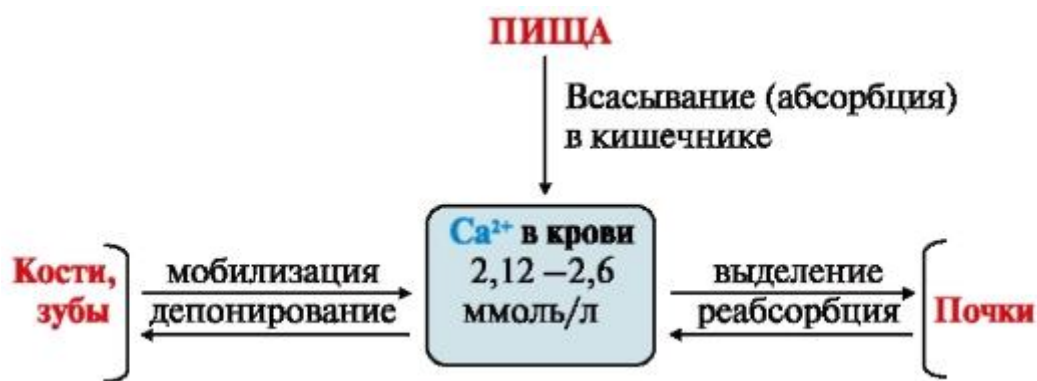 ПИЩА
Всасывание (абсорбция)
в кишечнике
Ca²⁺ в крови
2,12 –2,6
ммоль/л
Кости,
зубы
мобилизация
депонирование
выделение
реабсорбция
Почки